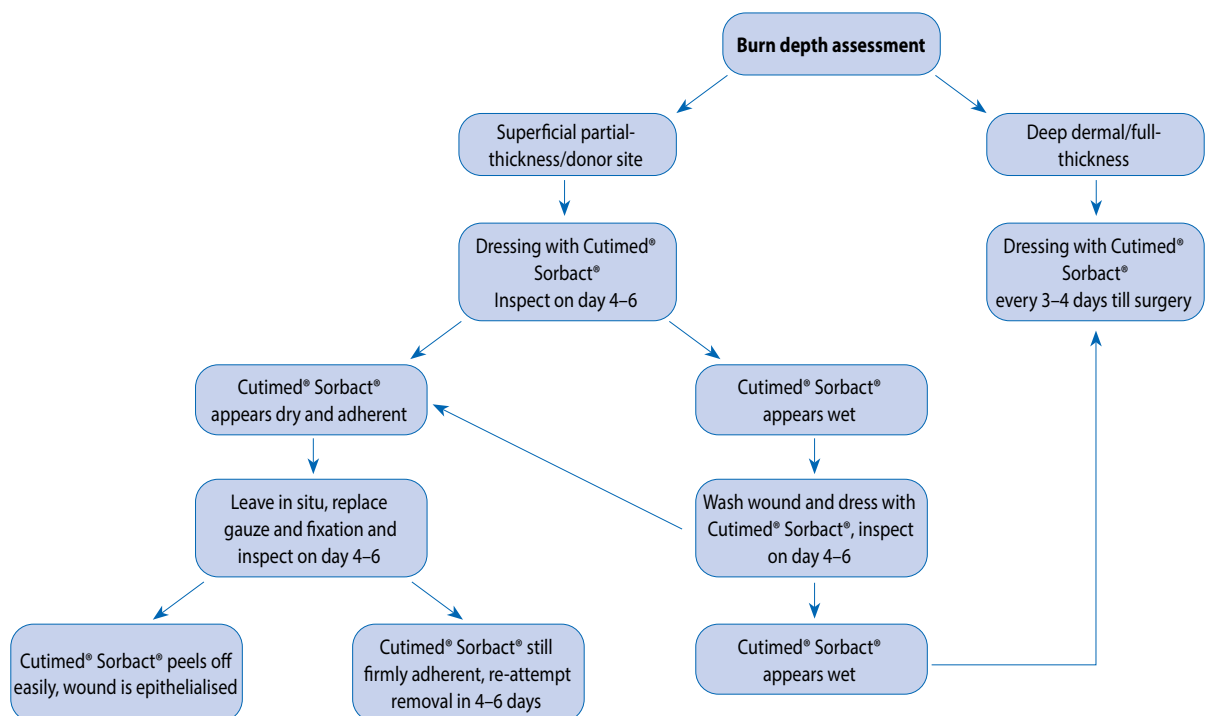 Burn depth assessment
Superficial partial-
thickness/donor site
Deep dermal/full-
thickness
Dressing with Cutimed®
Sorbact®
Inspect on day 4–6
Dressing with Cutimed®
Sorbact®
every 3–4 days till surgery
Cutimed® Sorbact®
appears dry and adherent
Cutimed® Sorbact®
appears wet
Leave in situ, replace
gauze and fixation and
inspect on day 4–6
Wash wound and dress with
Cutimed® Sorbact®, inspect
on day 4–6
Cutimed® Sorbact® peels off
easily, wound is epithelialised
Cutimed® Sorbact® still
firmly adherent, re-attempt
removal in 4–6 days
Cutimed® Sorbact®
appears wet